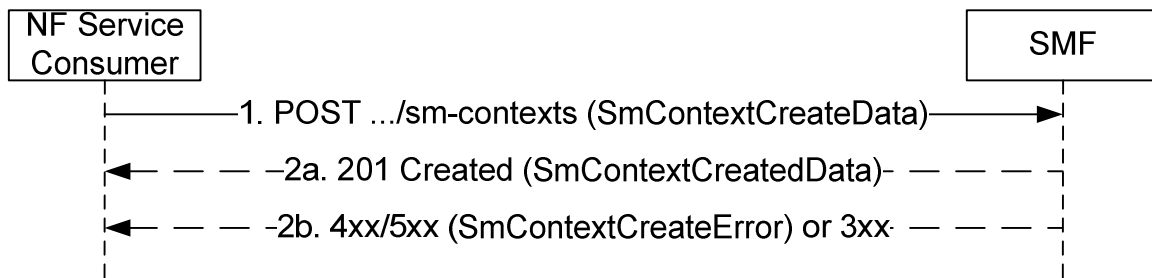 NF Service
Consumer
SMF
1. POST .../sm-contexts (SmContextCreateData)
2a. 201 Created (SmContextCreatedData)
2b. 4xx/5xx (SmContextCreateError) or 3xx